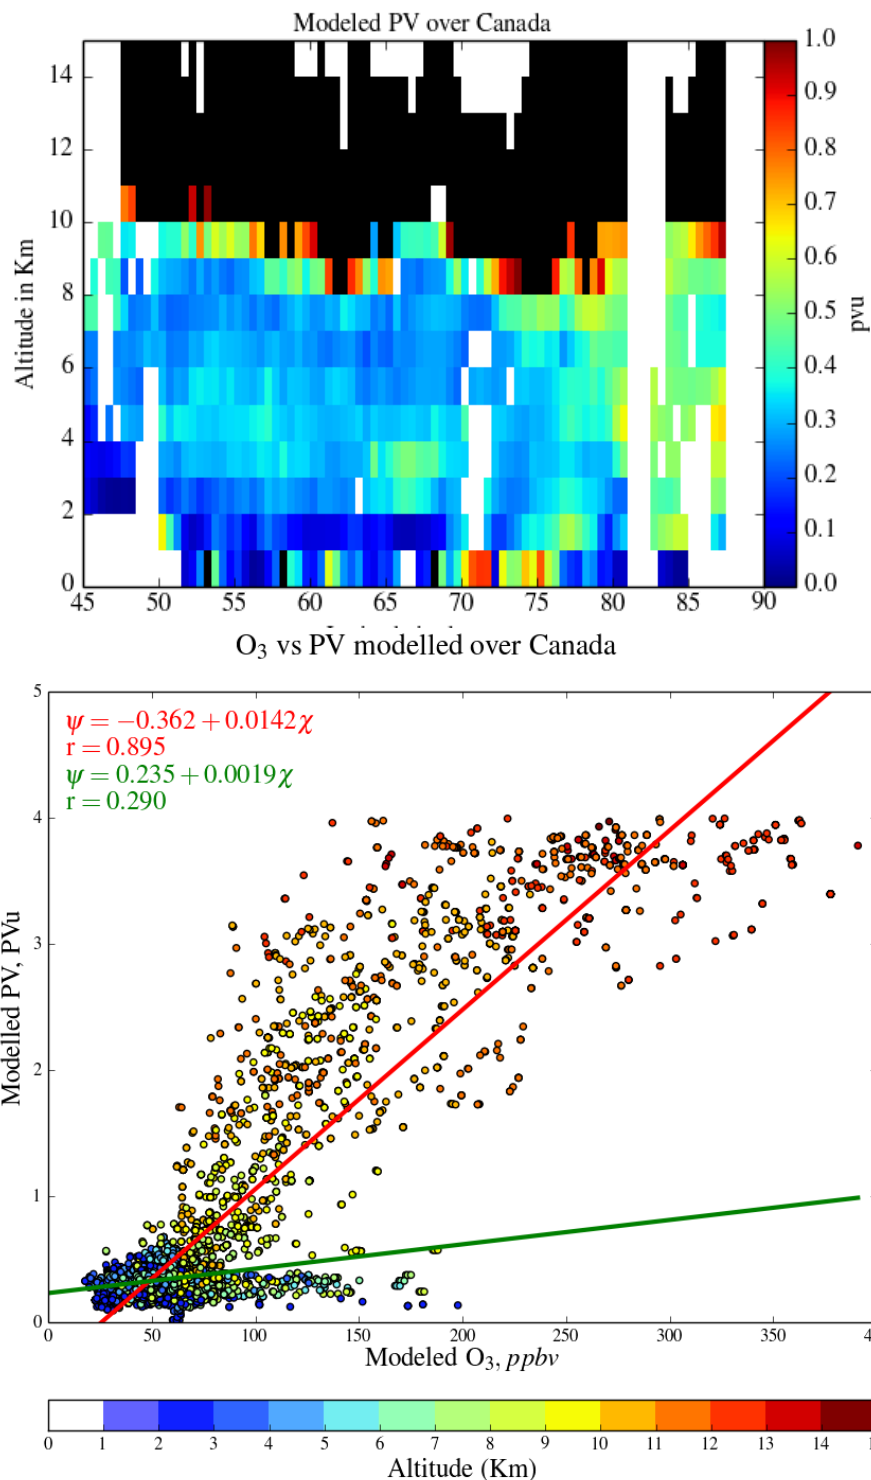 Modeled PV over Canada
14
12
10
8
6
4
2
0
Altitude in Km
45 50 55 60 65 70 75 80 85 90
1.0
0.9
0.8
0.7
0.6
0.5
0.4
0.3
0.2
0.1
0.0
pvu
O₃ vs PV modelled over Canada
ψ = −0.362 + 0.0142χ
r = 0.895
ψ = 0.235 + 0.0019χ
r = 0.290
5
4
3
2
1
0
Modelled PV, PVu
0 50 100 150 200 250 300 350
Modeled O₃, ppbv
0 1 2 3 4 5 6 7 8 9 10 11 12 13 14
Altitude (Km)